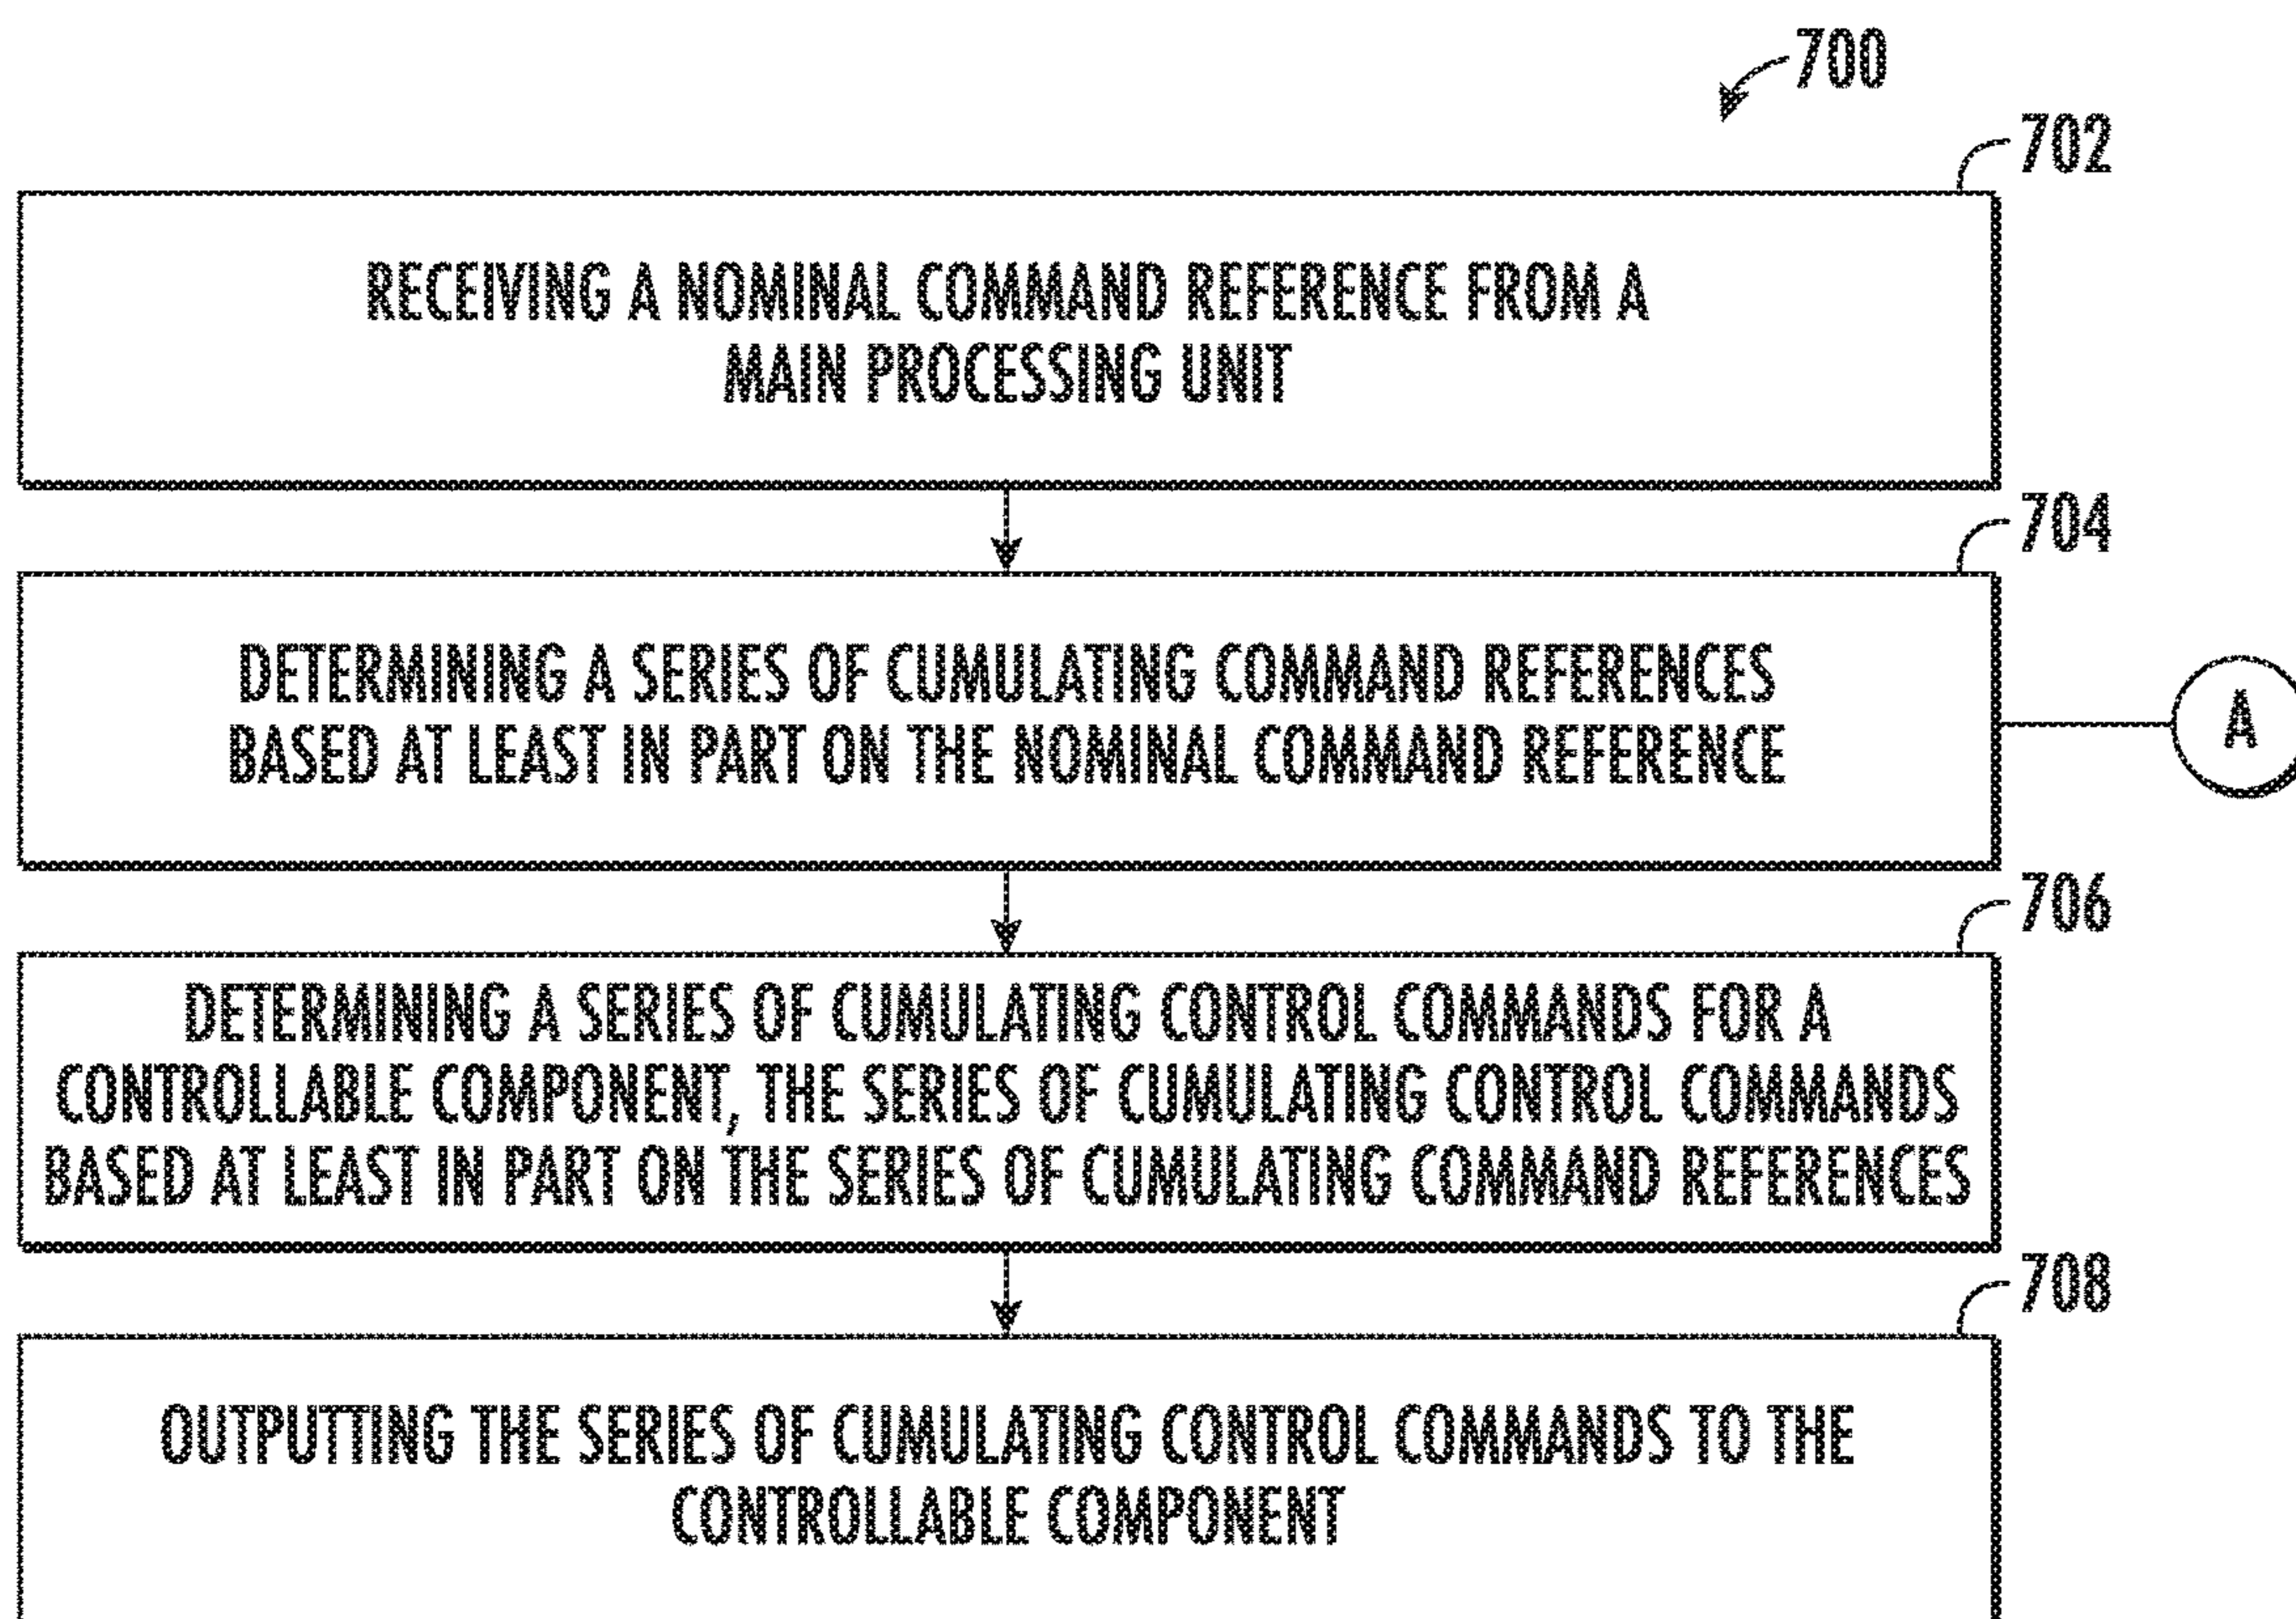 700
702
RECEIVING A NOMINAL COMMAND REFERENCE FROM A
MAIN PROCESSING UNIT
704
DETERMINING A SERIES OF CUMULATING COMMAND REFERENCES
BASED AT LEAST IN PART ON THE NOMINAL COMMAND REFERENCE
A
706
DETERMINING A SERIES OF CUMULATING CONTROL COMMANDS FOR A
CONTROLLABLE COMPONENT, THE SERIES OF CUMULATING CONTROL COMMANDS
BASED AT LEAST IN PART ON THE SERIES OF CUMULATING COMMAND REFERENCES
708
OUTPUTTING THE SERIES OF CUMULATING CONTROL COMMANDS TO THE
CONTROLLABLE COMPONENT